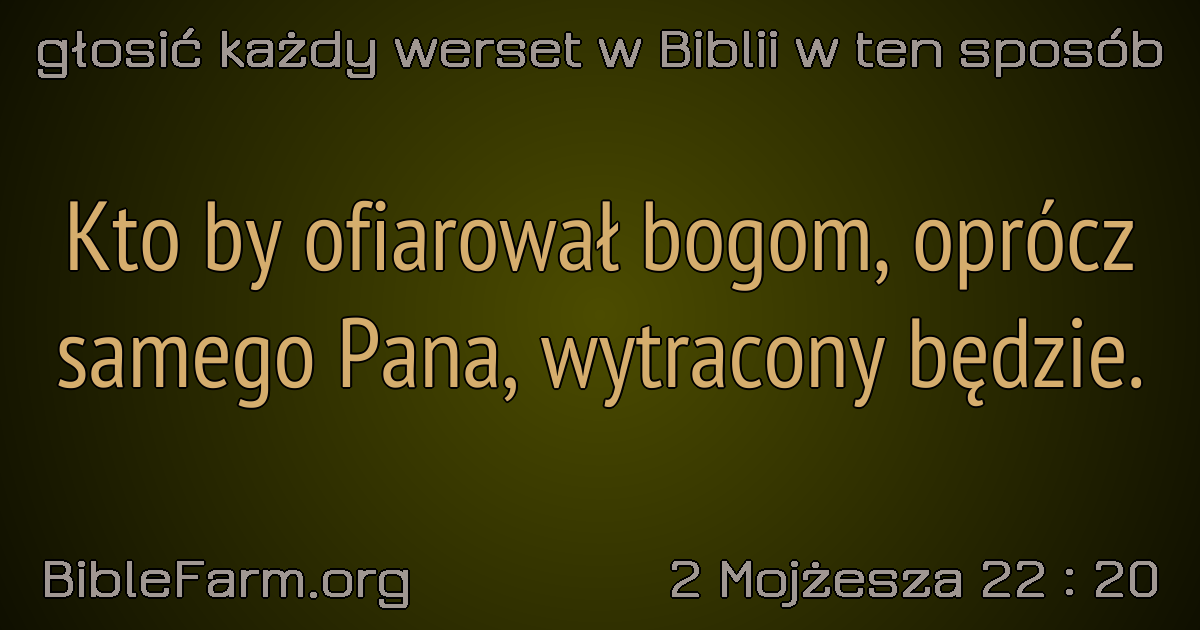 głosić każdy werset w Biblii w ten sposób
Kto by ofiarował bogom, oprócz
samego Pana, wytracony będzie.
BibleFarm.org
2 Mojżesza 22 : 20